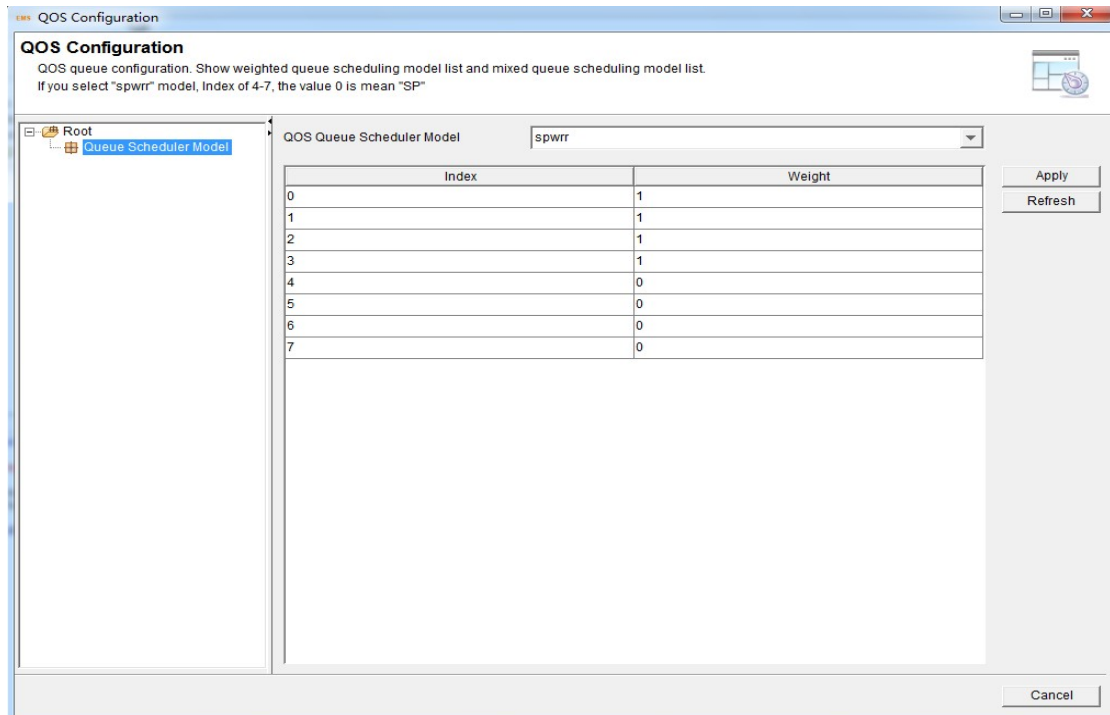 EMS QOS Configuration
QOS Configuration
QOS queue configuration. Show weighted queue scheduling model list and mixed queue scheduling model list.
If you select "spwrr" model, Index of 4-7, the value 0 is mean "SP"
Root
Queue Scheduler Model
QOS Queue Scheduler Model spwrr
Index Weight
0 1
1 1
2 1
3 1
4 0
5 0
6 0
7 0
Apply
Refresh
Cancel